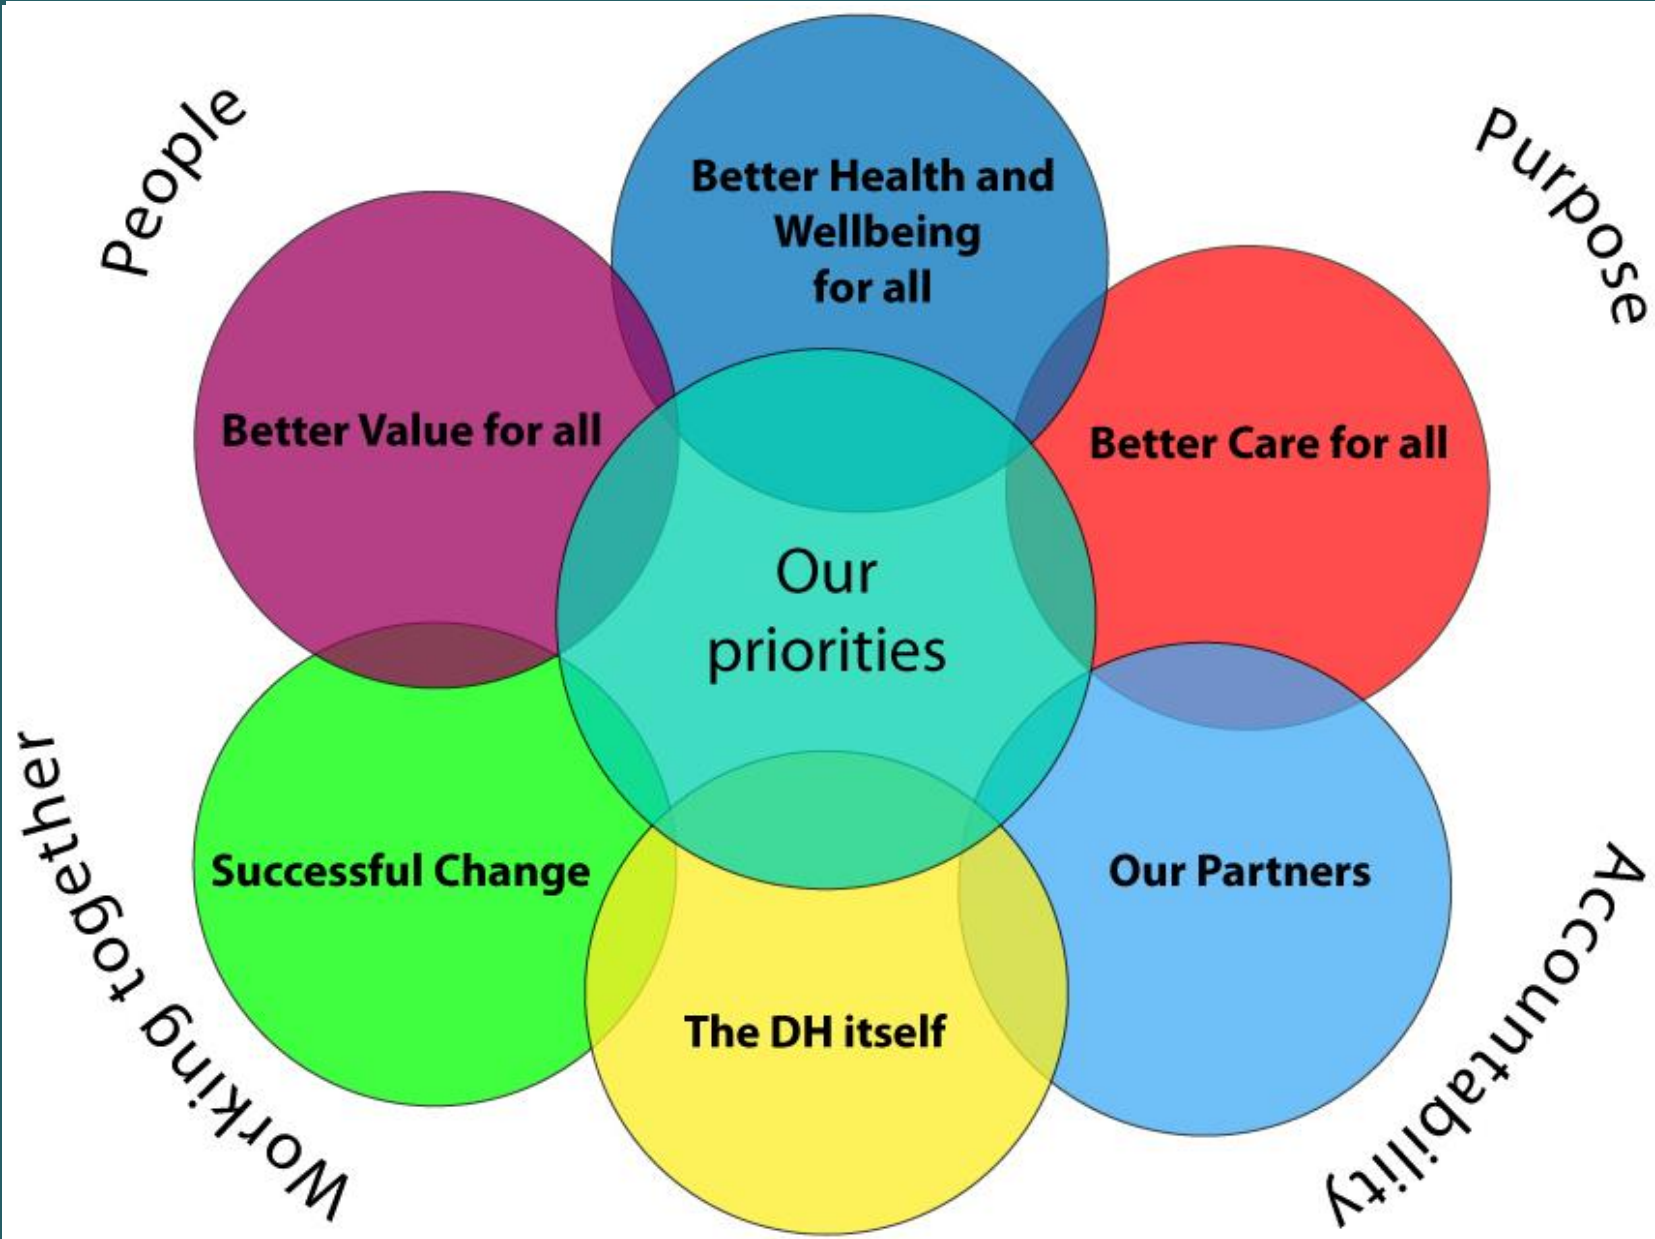 People
Purpose
Better Health and
Wellbeing
for all
Better Value for all
Better Care for all
Our
priorities
Successful Change
Our Partners
The DH itself
Working together
Accountability